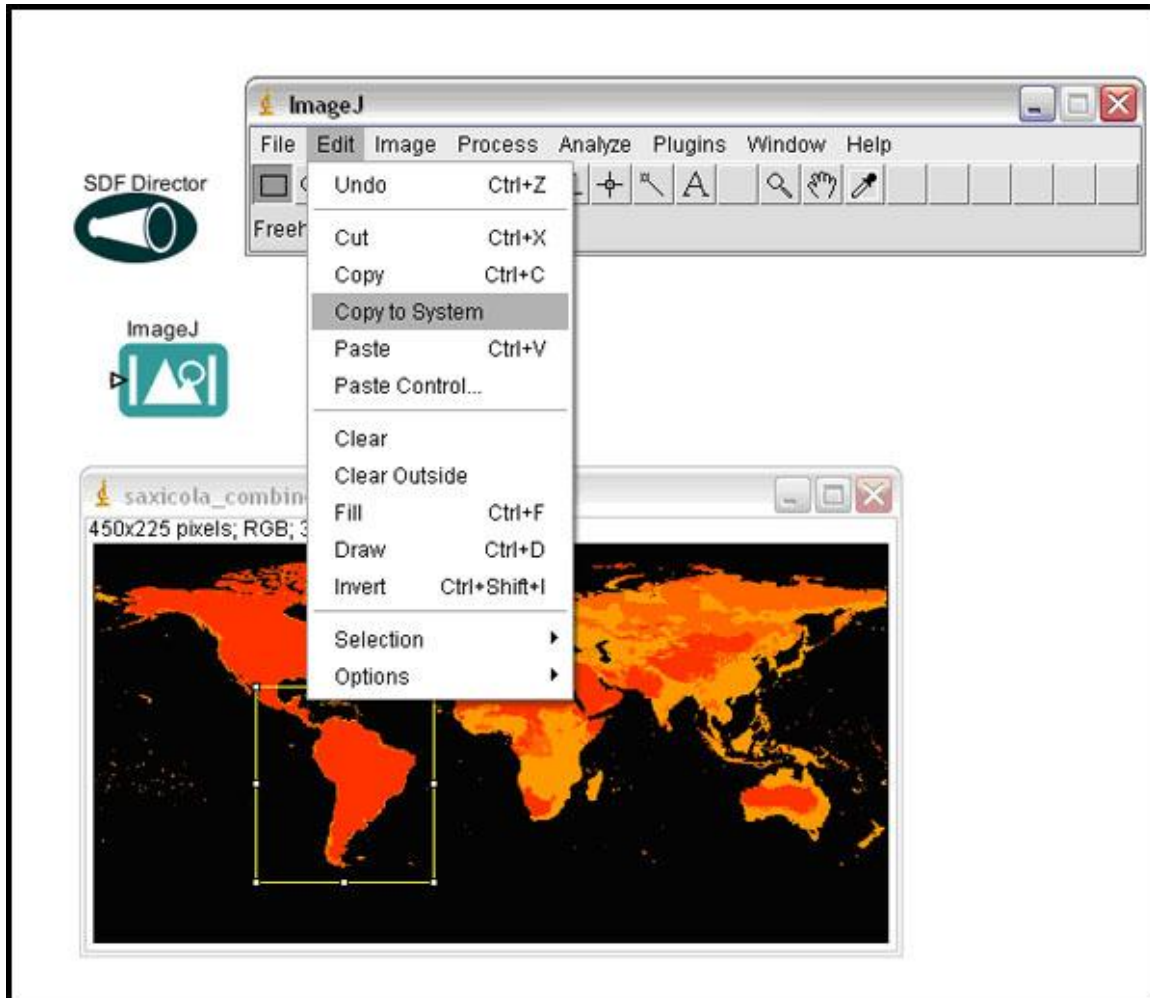 ImageJ
File Edit Image Process Analyze Plugins Window Help
SDF Director
Undo Ctrl+Z
Cut Ctrl+X
Copy Ctrl+C
Copy to System
Paste Ctrl+V
Paste Control...
Clear
Clear Outside
Fill Ctrl+F
Draw Ctrl+D
Invert Ctrl+Shift+I
Selection
Options
A
Freeh
ImageJ
saxicola_combin
450x225 pixels; RGB; 3